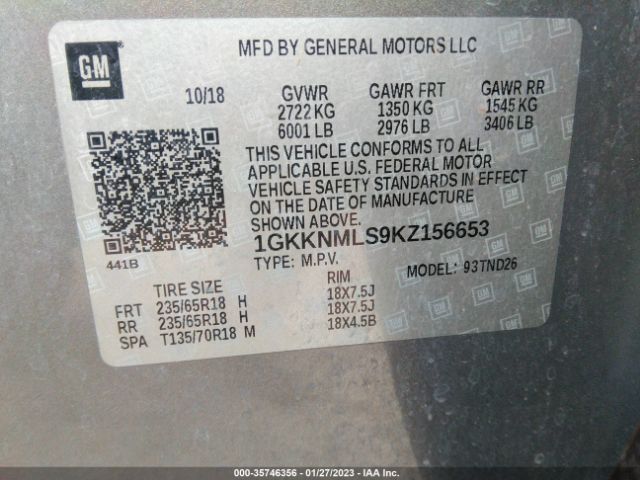 GM
MFD BY GENERAL MOTORS LLC
10/18 GVWR GAWR FRT GAWR RR
2722 KG 1350 KG 1545 KG
6001 LB 2976 LB 3406 LB
THIS VEHICLE CONFORMS TO ALL
APPLICABLE U.S. FEDERAL MOTOR
VEHICLE SAFETY STANDARDS IN EFFECT
ON THE DATE OF MANUFACTURE
SHOWN ABOVE.
1GKKNMLS9KZ156653
441B TYPE: M.P.V. MODEL: 93TND26
TIRE SIZE RIM
FRT 235/65R18 H 18X7.5J
RR 235/65R18 H 18X7.5J
SPA T135/70R18 M 18X4.5B
000-35746356 — 01/27/2023 — IAA Inc.